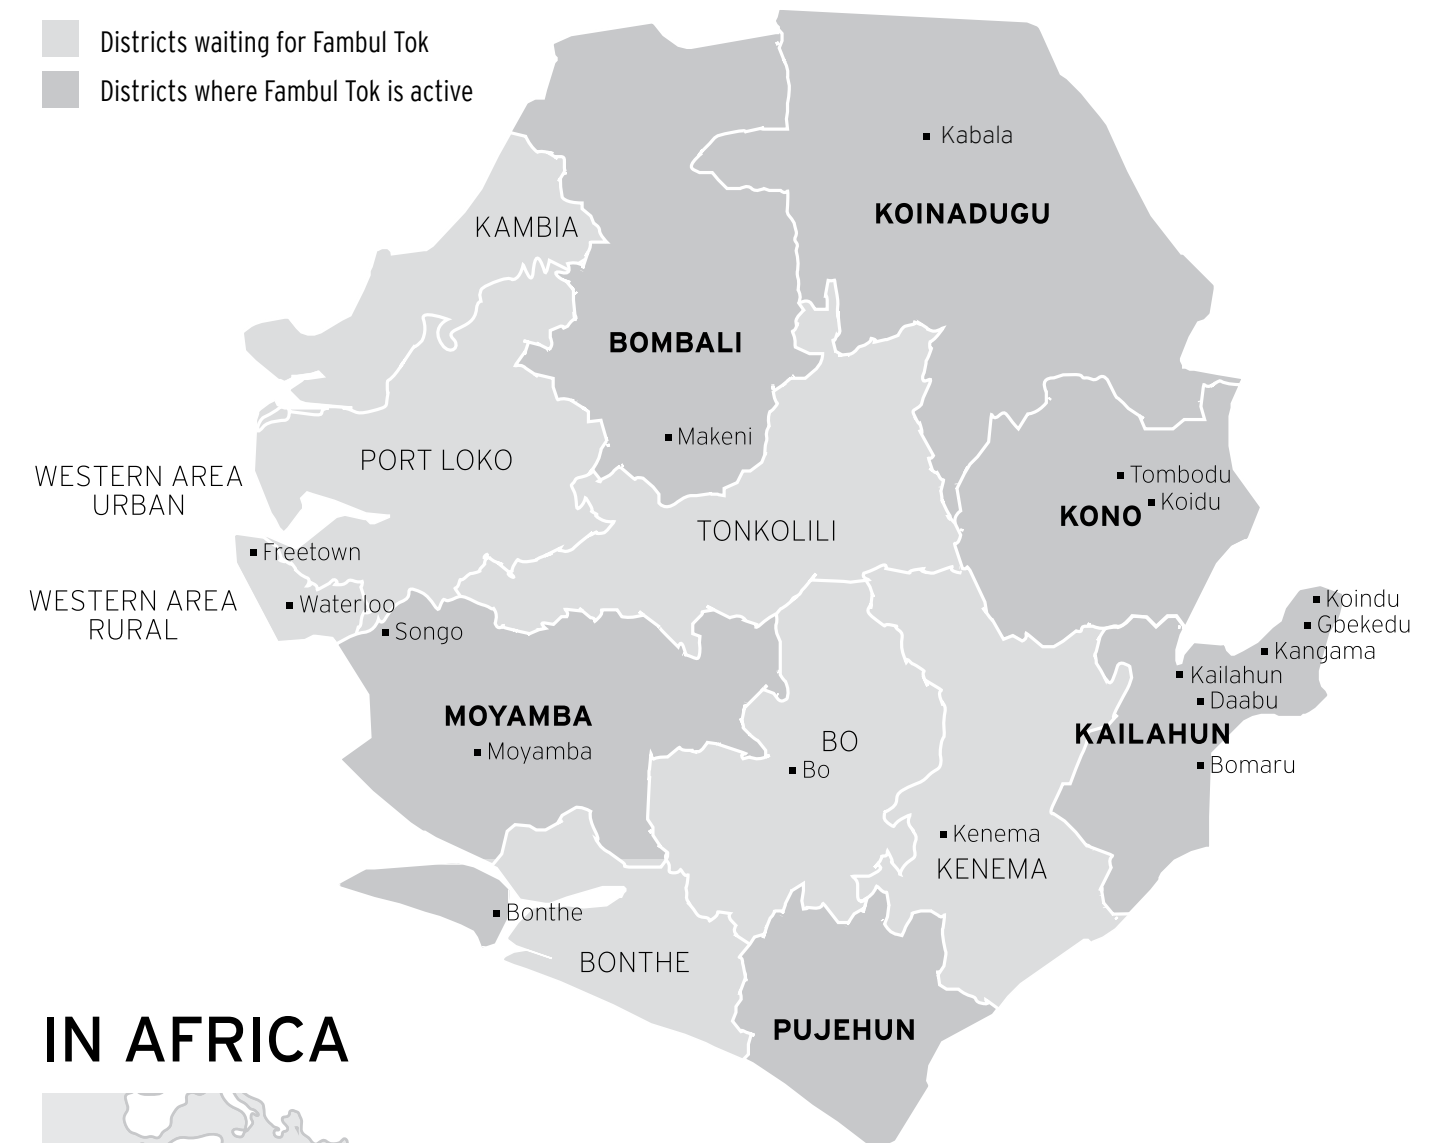 Districts waiting for Fambul Tok
Districts where Fambul Tok is active
Kabala
KOINADUGU
KAMBIA
BOMBALI
Makeni
PORT LOKO
WESTERN AREA
URBAN
Tombodu
Koidu
KONO
TONKOLILI
Freetown
WESTERN AREA
RURAL
Waterloo
Songo
Koindu
Gbekedu
Kangama
Kailahun
Daabu
MOYAMBA
Moyamba
KAILAHUN
BO
Bo
Bomaru
Kenema
KENEMA
Bonthe
BONTHE
PUJEHUN
IN AFRICA